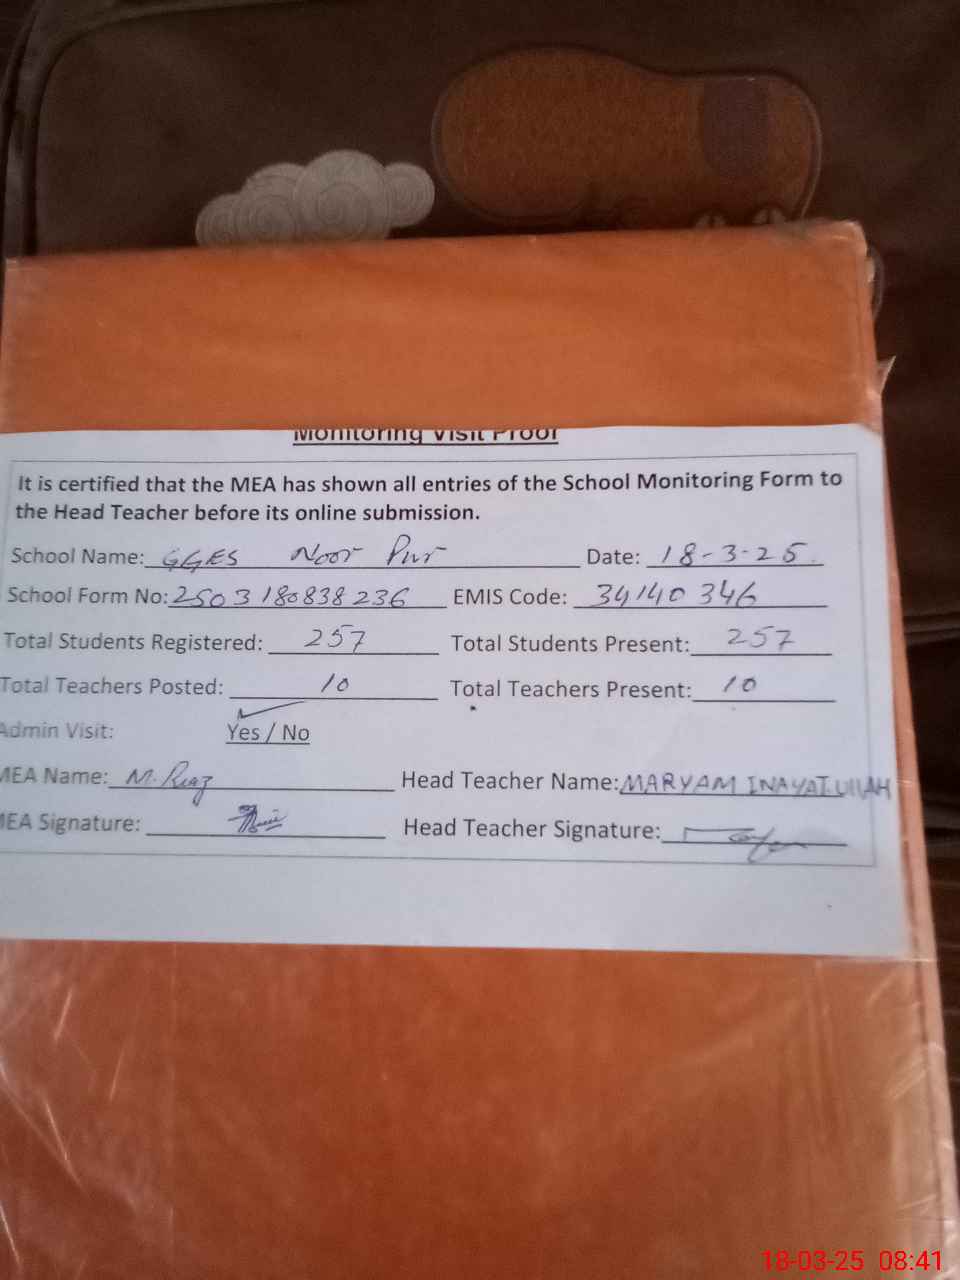 Monitoring Visit Proof
It is certified that the MEA has shown all entries of the School Monitoring Form to
the Head Teacher before its online submission.
School Name: GGES Noor Pur Date: 18-3-25.
School Form No: 2503180838236 EMIS Code: 34140346
Total Students Registered: 257 Total Students Present: 257
Total Teachers Posted: 10 Total Teachers Present: 10
Admin Visit: Yes / No
MEA Name: M. Riaz Head Teacher Name: MARYAM INAYAT ULLAH
MEA Signature: Head Teacher Signature:
18-03-25 08:41